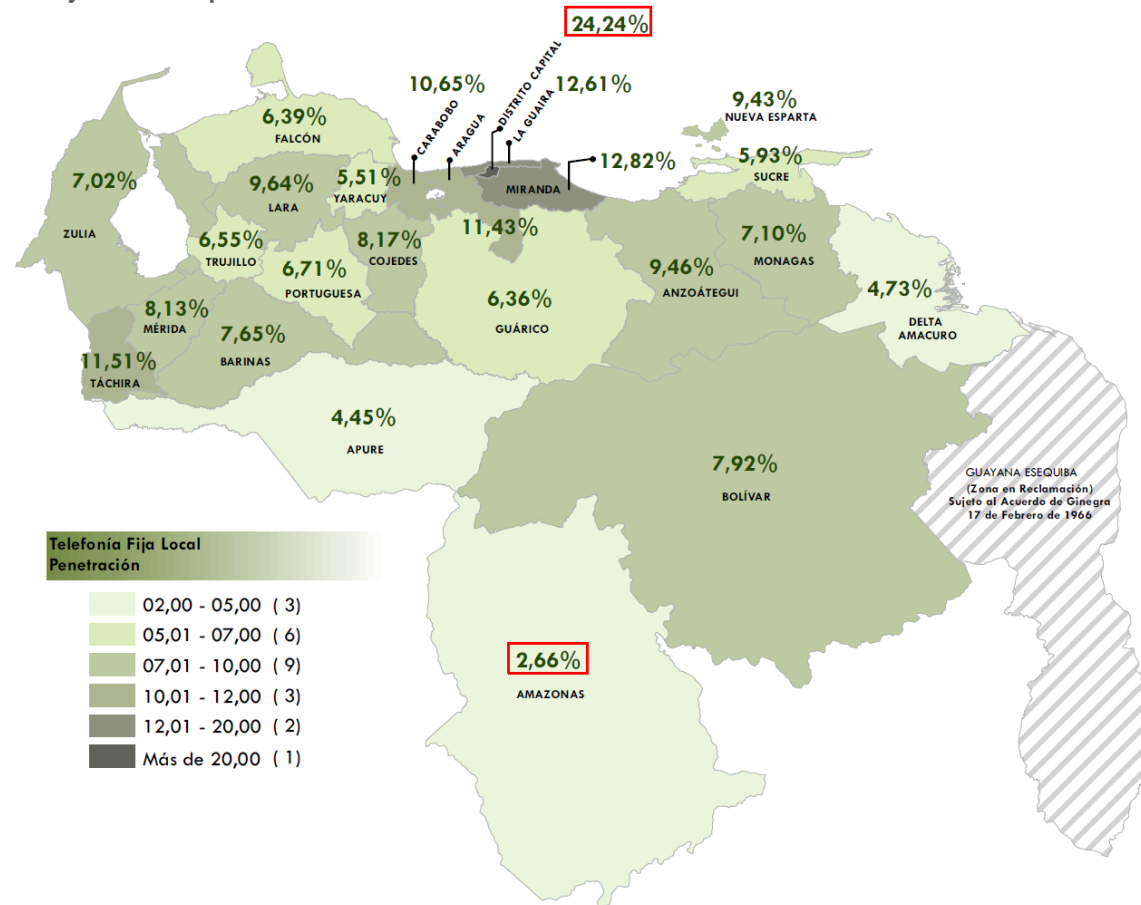 24,24%
DISTRITO CAPITAL
10,65%
CARABOBO
ARAGUA
LA GUAIRA
12,61%
9,43%
NUEVA ESPARTA
6,39%
FALCÓN
12,82%
MIRANDA
5,93%
SUCRE
7,02%
ZULIA
9,64%
LARA
5,51%
YARACUY
11,43%
6,55%
TRUJILLO
8,17%
COJEDES
7,10%
MONAGAS
6,71%
PORTUGUESA
9,46%
ANZOÁTEGUI
4,73%
DELTA
AMACURO
8,13%
MÉRIDA
6,36%
GUÁRICO
7,65%
BARINAS
11,51%
TÁCHIRA
4,45%
APURE
7,92%
BOLÍVAR
GUAYANA ESEQUIBA
(Zona en Reclamación)
Sujeto al Acuerdo de Ginegra
17 de Febrero de 1966
Telefonía Fija Local
Penetración
02,00 - 05,00 ( 3)
05,01 - 07,00 ( 6)
07,01 - 10,00 ( 9)
10,01 - 12,00 ( 3)
12,01 - 20,00 ( 2)
Más de 20,00 ( 1)
2,66%
AMAZONAS